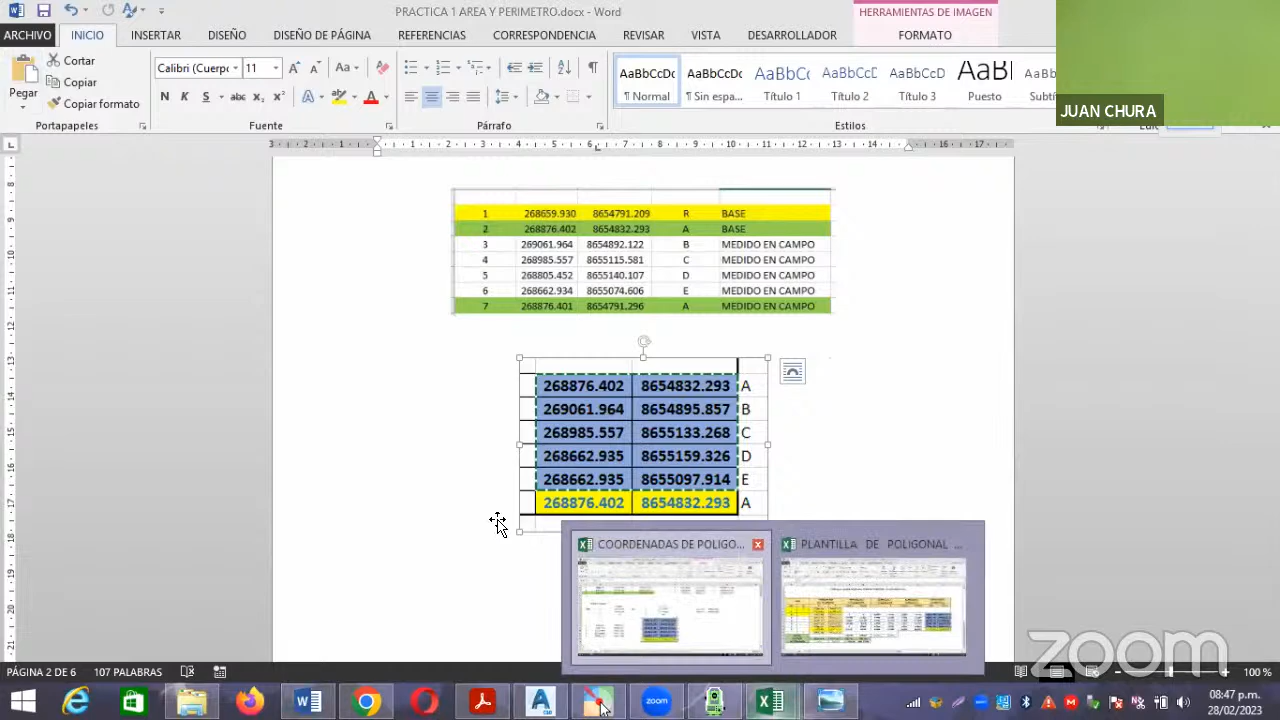 PRACTICA 1 AREA Y PERIMETRO.docx - Word
HERRAMIENTAS DE IMAGEN
ARCHIVO INICIO INSERTAR DISEÑO DISEÑO DE PÁGINA REFERENCIAS CORRESPONDENCIA REVISAR VISTA DESARROLLADOR FORMATO
Cortar
Copiar
Copiar formato
Pegar
Portapapeles
Calibri (Cuerpo 11
N K S abc x₂ x²
Fuente
Párrafo
AaBbCcDc AaBbCcDc AaBbCc AaBbCcD AaBbCcD AaB
¶ Normal ¶ Sin espa... Título 1 Título 2 Título 3 Puesto
Estilos
JUAN CHURA
1 268659.930 8654791.209 R BASE
2 268876.402 8654832.293 A BASE
3 269061.964 8654892.122 B MEDIDO EN CAMPO
4 268985.557 8655115.581 C MEDIDO EN CAMPO
5 268805.452 8655140.107 D MEDIDO EN CAMPO
6 268662.934 8655074.606 E MEDIDO EN CAMPO
7 268876.401 8654791.296 A MEDIDO EN CAMPO
268876.402 8654832.293 A
269061.964 8654895.857 B
268985.557 8655133.268 C
268662.935 8655159.326 D
268662.935 8655097.914 E
268876.402 8654832.293 A
COORDENADAS DE POLIGO... PLANTILLA DE POLIGONAL ...
zoom
PÁGINA 2 DE 6 107 PALABRAS 100 %
zoom
08:47 p.m.
28/02/2023